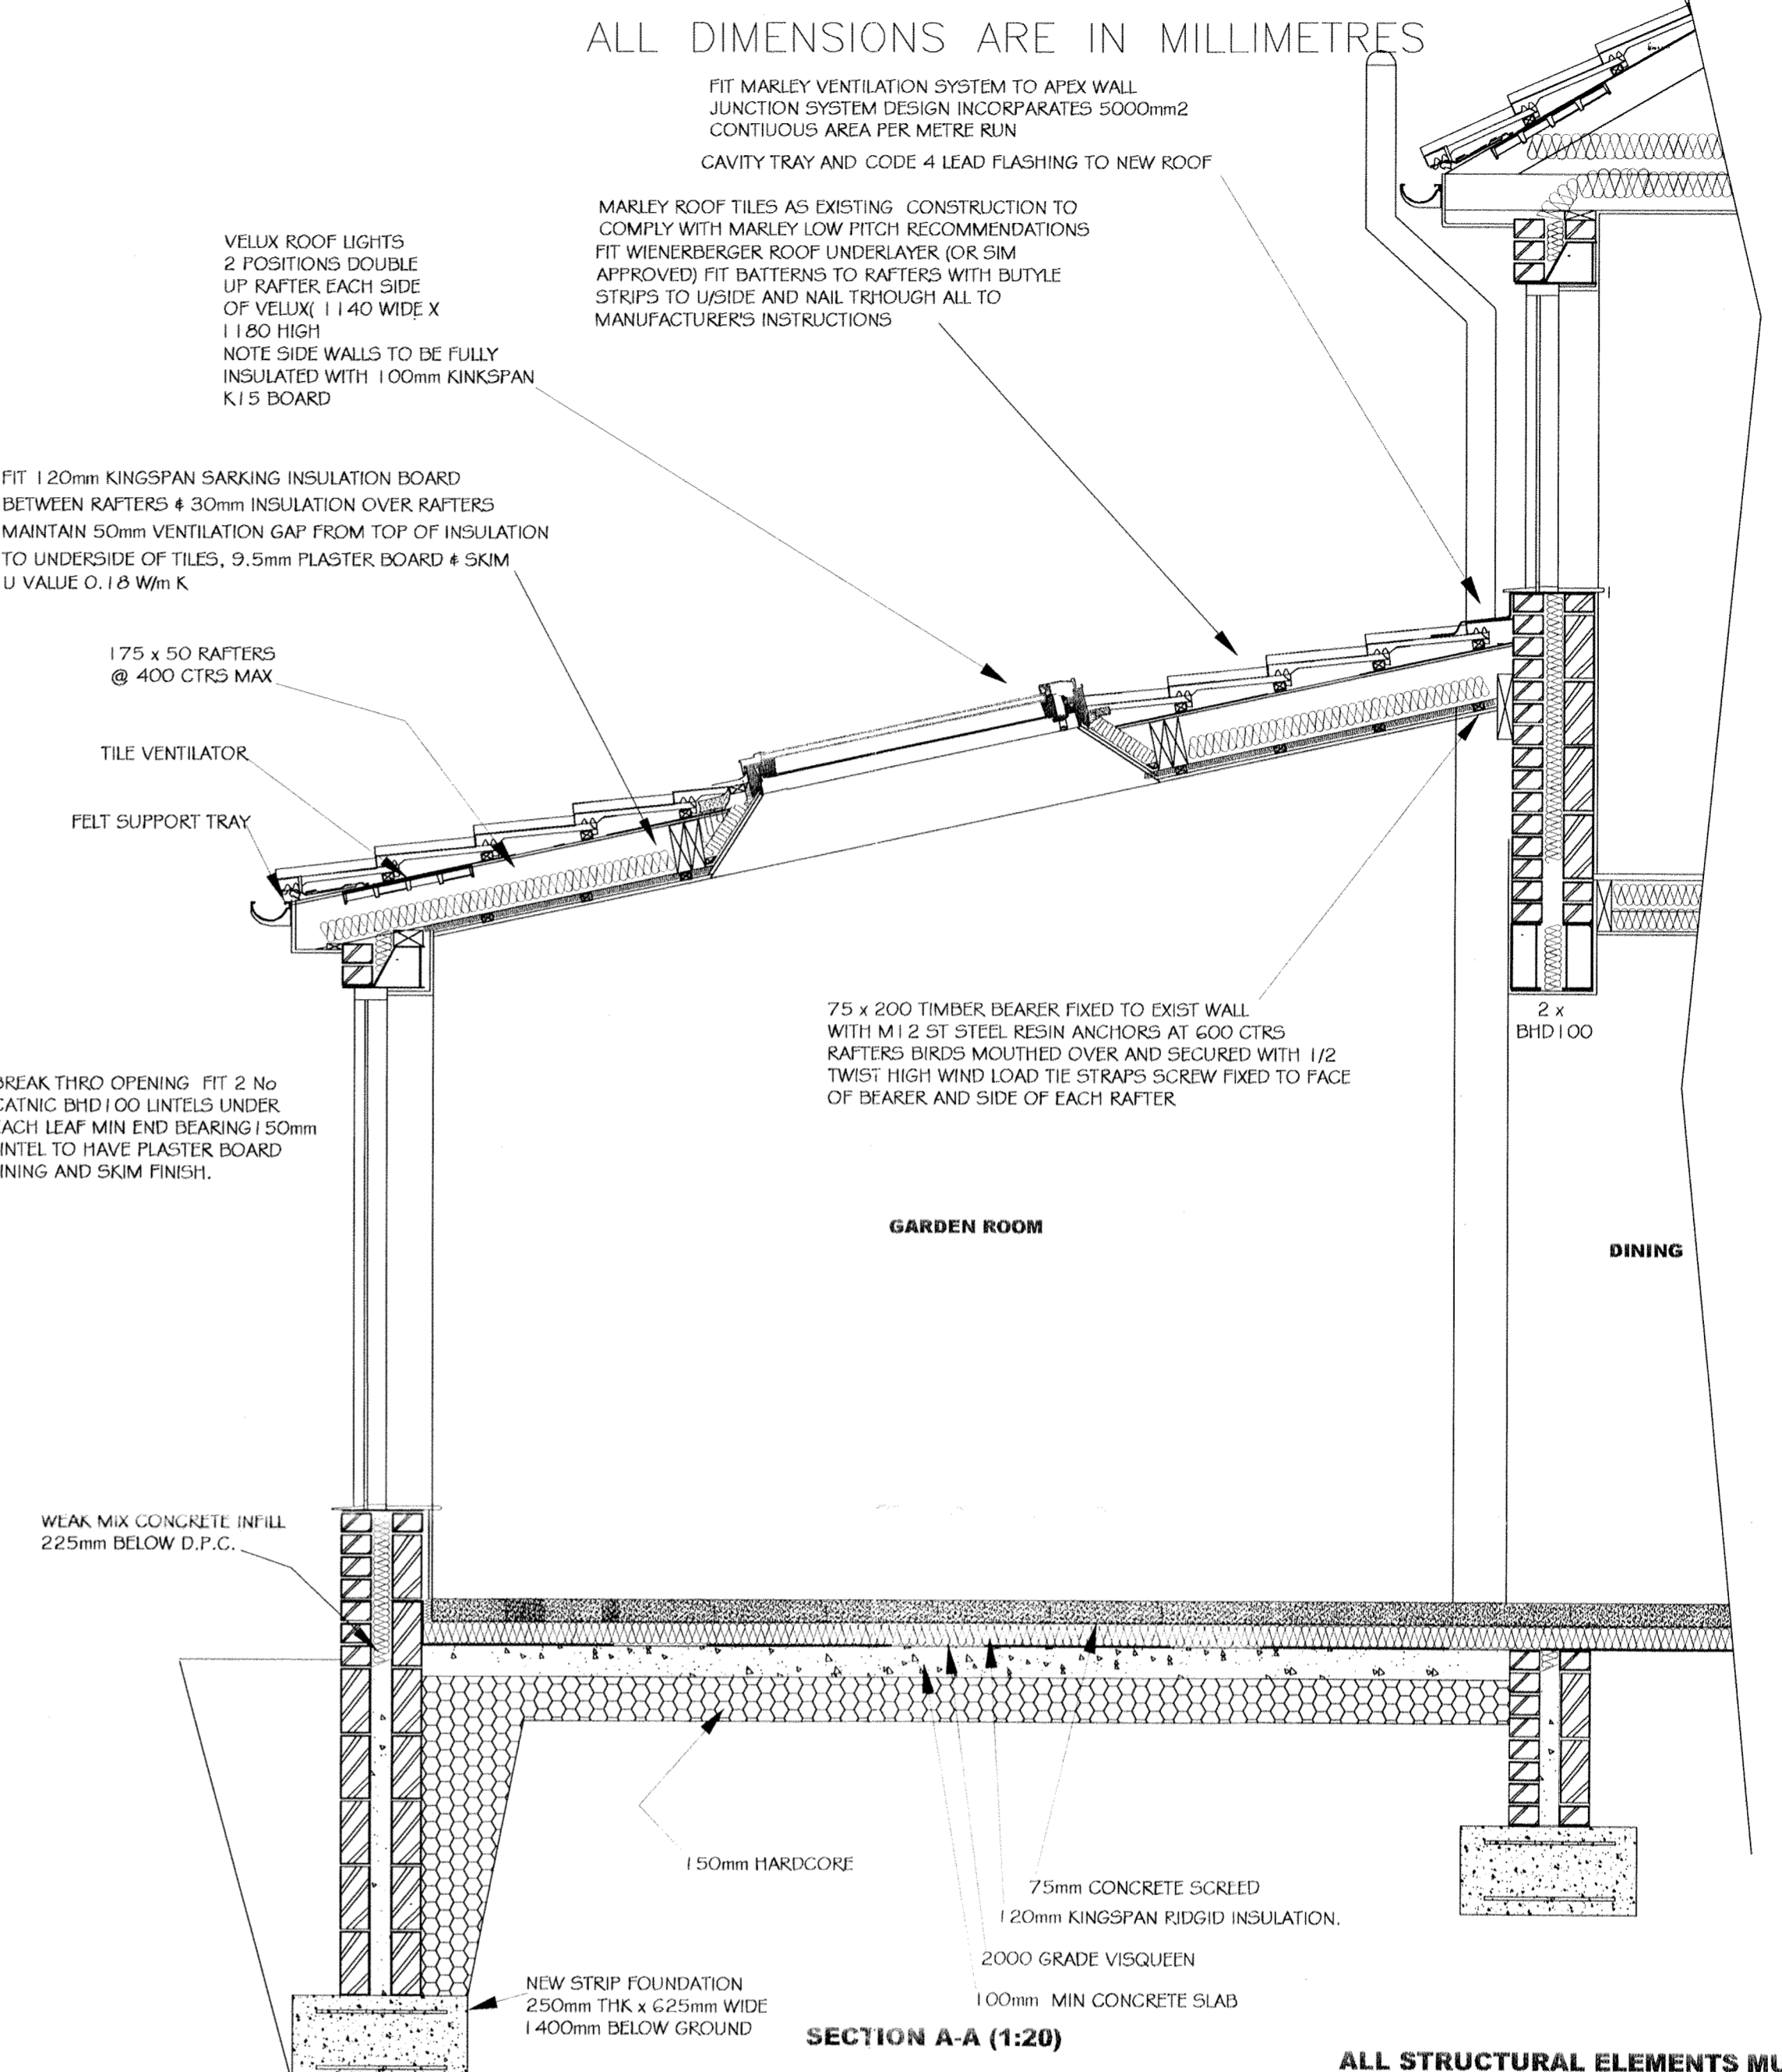 ALL DIMENSIONS ARE IN MILLIMETRES
FIT MARLEY VENTILATION SYSTEM TO APEX WALL
JUNCTION SYSTEM DESIGN INCORPARATES 5000mm2
CONTIUOUS AREA PER METRE RUN
CAVITY TRAY AND CODE 4 LEAD FLASHING TO NEW ROOF
MARLEY ROOF TILES AS EXISTING CONSTRUCTION TO
COMPLY WITH MARLEY LOW PITCH RECOMMENDATIONS
FIT WIENERBERGER ROOF UNDERLAYER (OR SIM
APPROVED) FIT BATTERNS TO RAFTERS WITH BUTYLE
STRIPS TO U/SIDE AND NAIL TRHOUGH ALL TO
MANUFACTURER'S INSTRUCTIONS
VELUX ROOF LIGHTS
2 POSITIONS DOUBLE
UP RAFTER EACH SIDE
OF VELUX( 1140 WIDE X
1180 HIGH
NOTE SIDE WALLS TO BE FULLY
INSULATED WITH 100mm KINKSPAN
K15 BOARD
FIT 120mm KINGSPAN SARKING INSULATION BOARD
BETWEEN RAFTERS & 30mm INSULATION OVER RAFTERS
MAINTAIN 50mm VENTILATION GAP FROM TOP OF INSULATION
TO UNDERSIDE OF TILES, 9.5mm PLASTER BOARD & SKIM
U VALUE 0.18 W/m K
175 x 50 RAFTERS
@ 400 CTRS MAX
TILE VENTILATOR
FELT SUPPORT TRAY
75 x 200 TIMBER BEARER FIXED TO EXIST WALL
WITH M12 ST STEEL RESIN ANCHORS AT 600 CTRS
RAFTERS BIRDS MOUTHED OVER AND SECURED WITH 1/2
TWIST HIGH WIND LOAD TIE STRAPS SCREW FIXED TO FACE
OF BEARER AND SIDE OF EACH RAFTER
2 x
BHD100
BREAK THRO OPENING FIT 2 No
CATNIC BHD100 LINTELS UNDER
EACH LEAF MIN END BEARING 150mm
INTEL TO HAVE PLASTER BOARD
INING AND SKIM FINISH.
GARDEN ROOM
DINING
WEAK MIX CONCRETE INFILL
225mm BELOW D.P.C.
150mm HARDCORE
75mm CONCRETE SCREED
120mm KINGSPAN RIDGID INSULATION.
2000 GRADE VISQUEEN
100mm MIN CONCRETE SLAB
NEW STRIP FOUNDATION
250mm THK x 625mm WIDE
1400mm BELOW GROUND
SECTION A-A (1:20)
ALL STRUCTURAL ELEMENTS MU